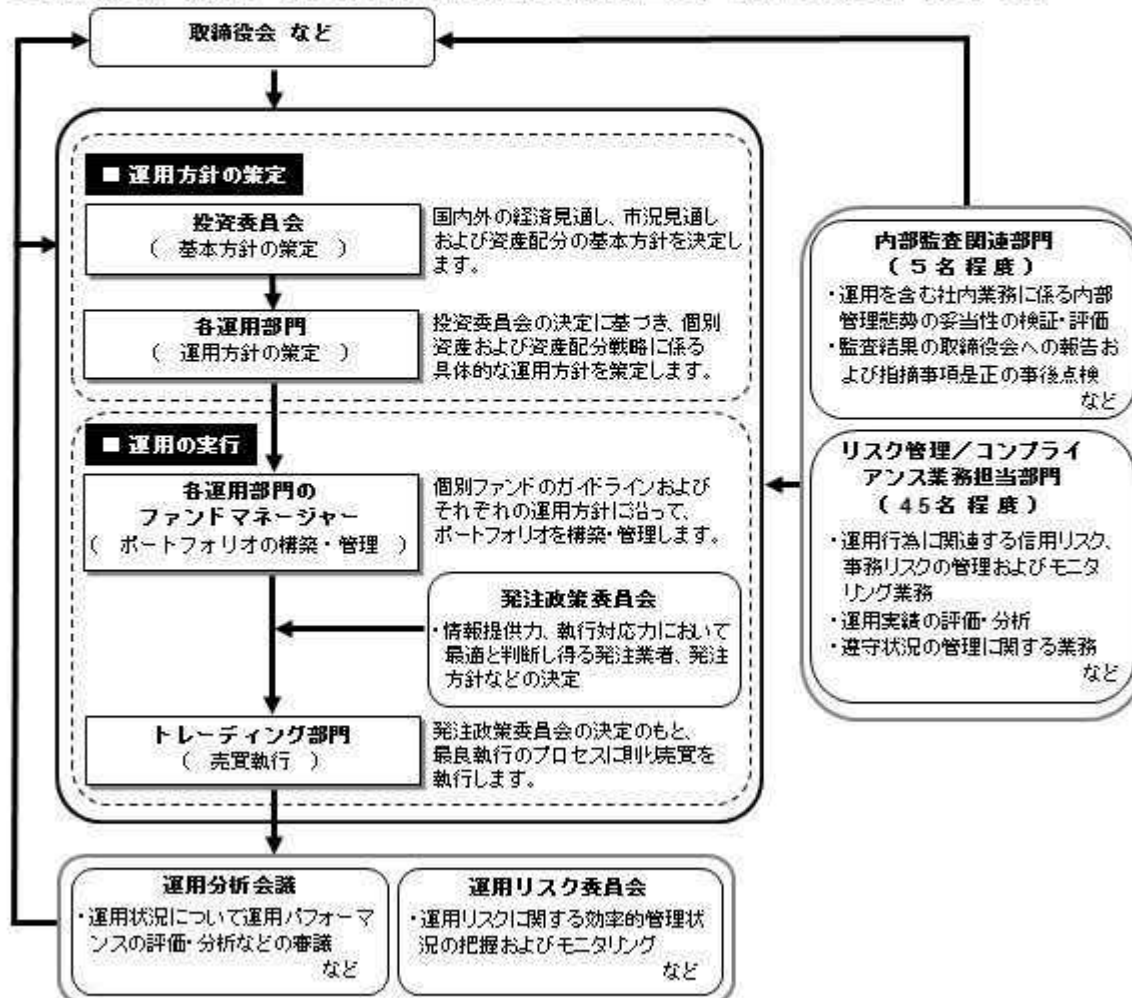 取締役会 など
■ 運用方針の策定
投資委員会
( 基本方針の策定 )
国内外の経済見通し、市況見通し
および資産配分の基本方針を決定し
ます。
各運用部門
( 運用方針の策定 )
投資委員会の決定に基づき、個別
資産および資産配分戦略に係る
具体的な運用方針を策定します。
■ 運用の実行
各運用部門の
ファンドマネージャー
( ポートフォリオの構築・管理 )
個別ファンドのガイドラインおよび
それぞれの運用方針に沿って、
ポートフォリオを構築・管理します。
発注政策委員会
・情報提供力、執行対応力において
最適と判断し得る発注業者、発注
方針などの決定
トレーディング部門
( 売買執行 )
発注政策委員会の決定のもと、
最良執行のプロセスに則り売買を
執行します。
内部監査関連部門
(5名程度)
・運用を含む社内業務に係る内部
管理態勢の妥当性の検証・評価
・監査結果の取締役会への報告お
よび指摘事項是正の事後点検
など
リスク管理/コンプライ
アンス業務担当部門
(45名程度)
・運用行為に関連する信用リスク、
事務リスクの管理およびモニタ
リング業務
・運用実績の評価・分析
・遵守状況の管理に関する業務
など
運用分析会議
・運用状況について運用パフォーマ
ンスの評価・分析などの審議
など
運用リスク委員会
・運用リスクに関する効率的管理状
況の把握およびモニタリング
など